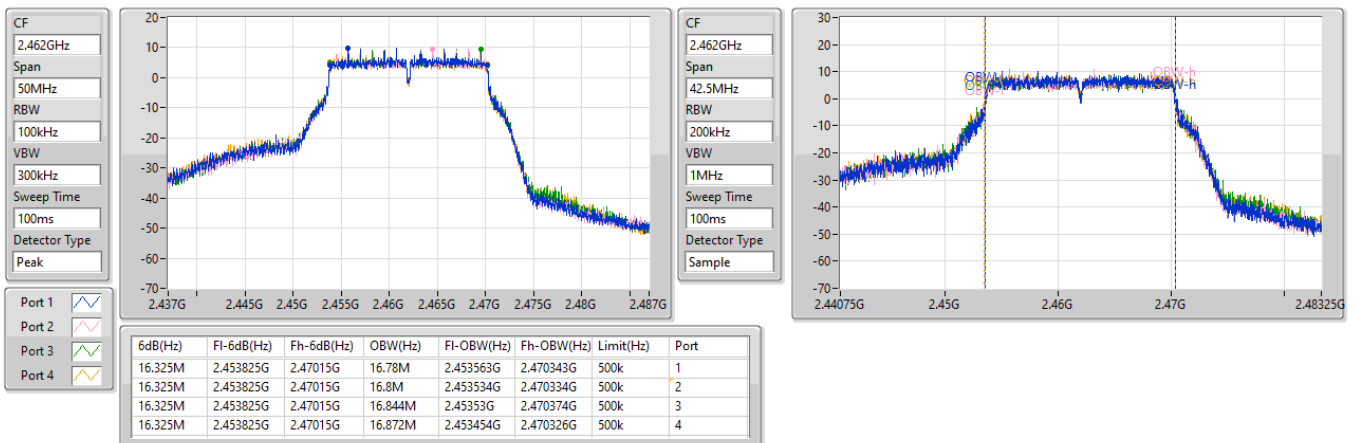 CF
2.462GHz
Span
50MHz
RBW
100kHz
VBW
300kHz
Sweep Time
100ms
Detector Type
Peak
20
10
0
-10
-20
-30
-40
-50
-60
-70
2.437G 2.445G 2.45G 2.455G 2.46G 2.465G 2.47G 2.475G 2.48G 2.487G
CF
2.462GHz
Span
42.5MHz
RBW
200kHz
VBW
1MHz
Sweep Time
100ms
Detector Type
Sample
30
20
10
0
-10
-20
-30
-40
-50
-60
-70
OBW-h
2.44075G 2.45G 2.46G 2.47G 2.48325G
Port 1
Port 2
Port 3
Port 4
6dB(Hz) Fl-6dB(Hz) Fh-6dB(Hz) OBW(Hz) Fl-OBW(Hz) Fh-OBW(Hz) Limit(Hz) Port
16.325M 2.453825G 2.47015G 16.78M 2.453563G 2.470343G 500k 1
16.325M 2.453825G 2.47015G 16.8M 2.453534G 2.470334G 500k 2
16.325M 2.453825G 2.47015G 16.844M 2.45353G 2.470374G 500k 3
16.325M 2.453825G 2.47015G 16.872M 2.453454G 2.470326G 500k 4